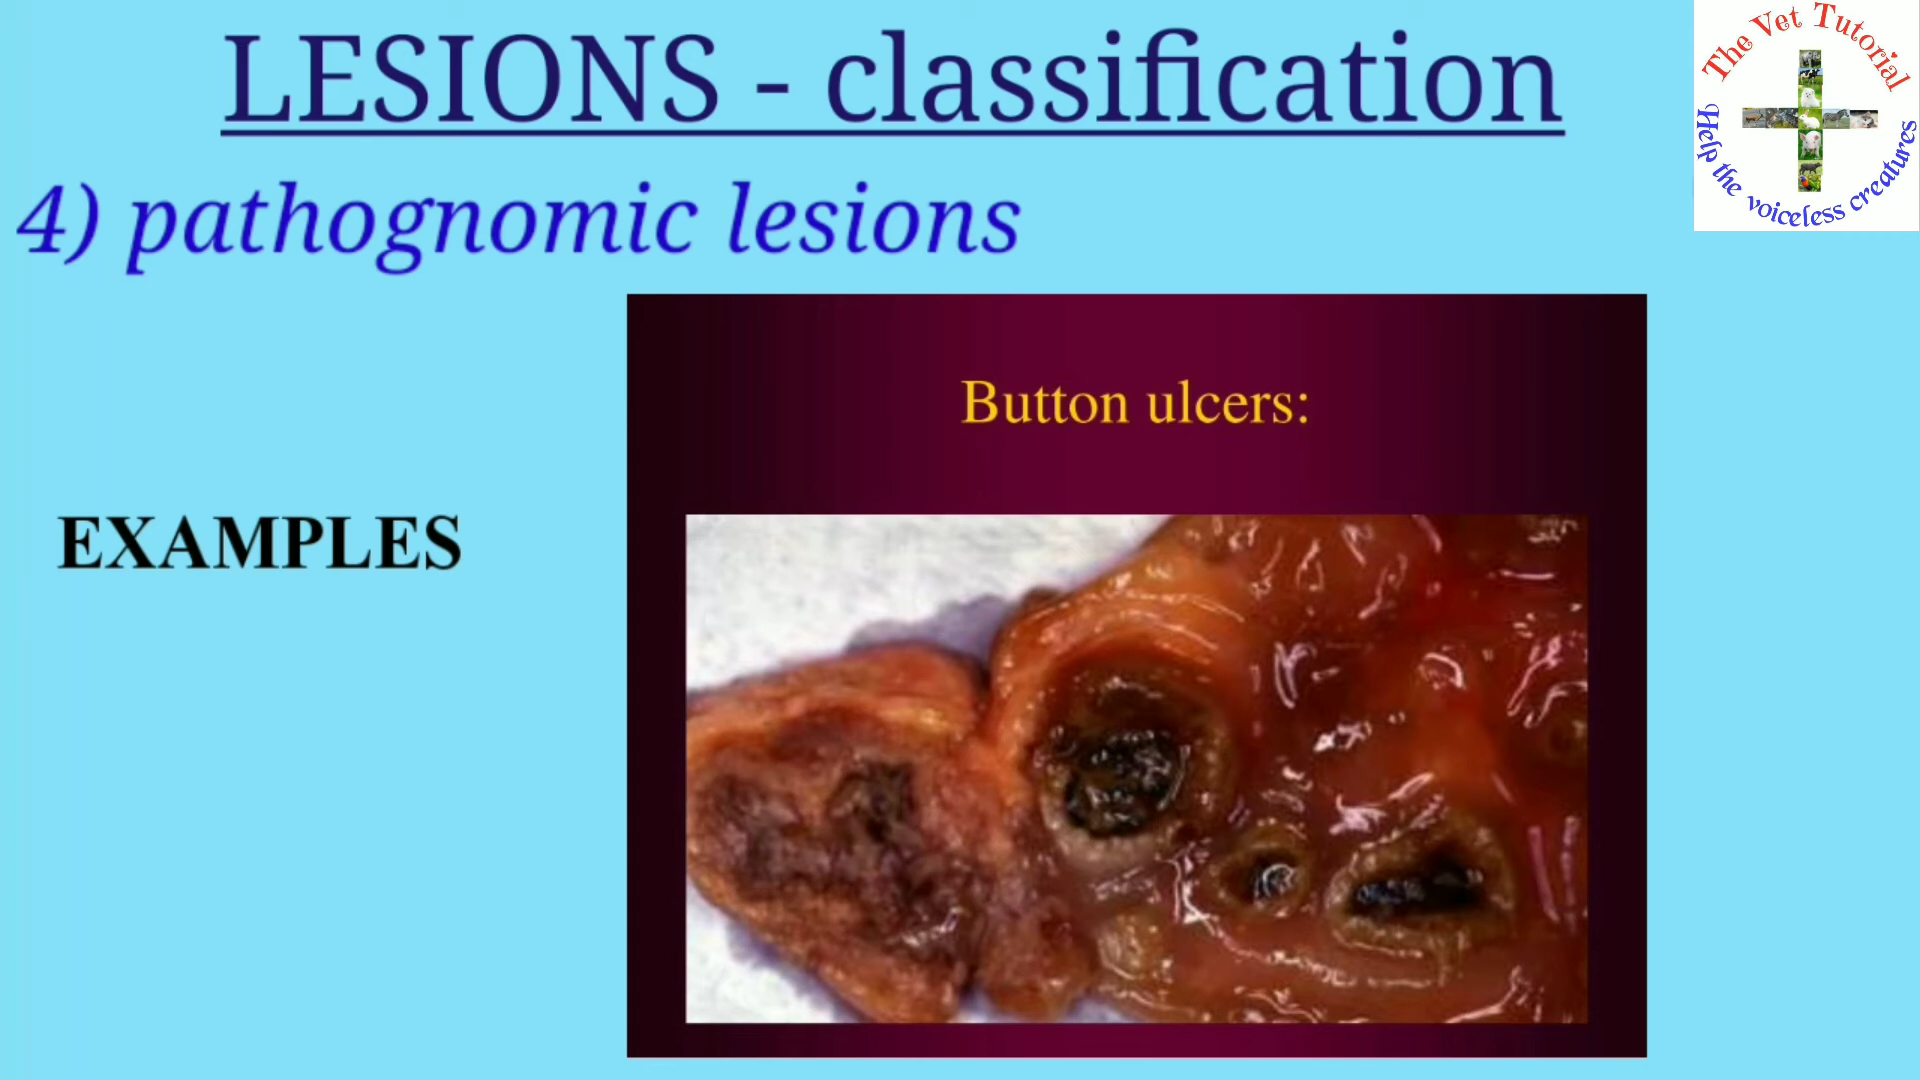 LESIONS - classification
The Vet Tutorial
Help the voiceless creatures
4) pathognomic lesions
Button ulcers:
EXAMPLES